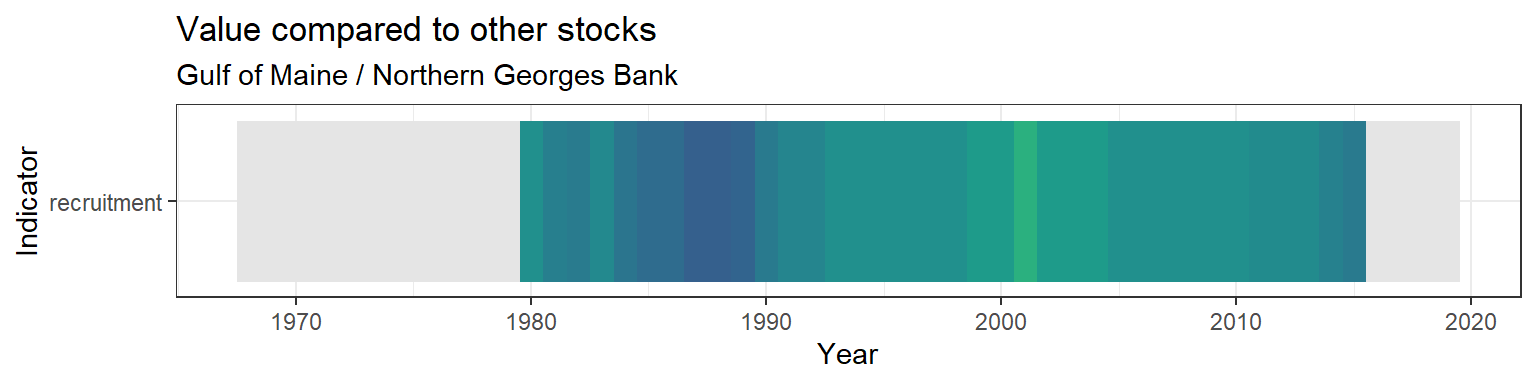 Value compared to other stocks
Gulf of Maine / Northern Georges Bank
Indicator
recruitment
1970 1980 1990 2000 2010 2020
Year